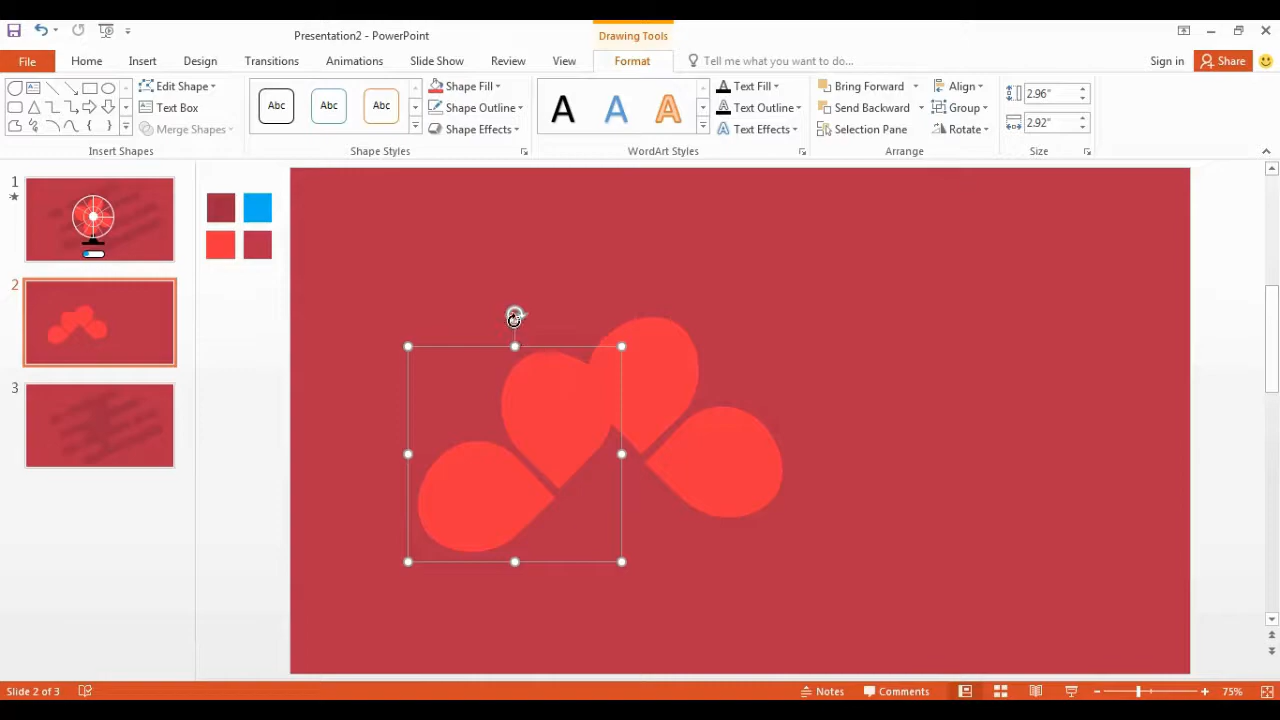 Presentation2 - PowerPoint
Drawing Tools
File
Home
Insert
Design
Transitions
Animations
Slide Show
Review
View
Format
Tell me what you want to do...
Sign in
Share
Edit Shape
Text Box
Merge Shapes
Insert Shapes
Abc
Abc
Abc
Shape Fill
Shape Outline
Shape Effects
Shape Styles
A
A
A
Text Fill
Text Outline
Text Effects
WordArt Styles
Bring Forward
Send Backward
Selection Pane
Align
Group
Rotate
Arrange
2.96"
2.92"
Size
1
2
3
Slide 2 of 3
Notes
Comments
75%